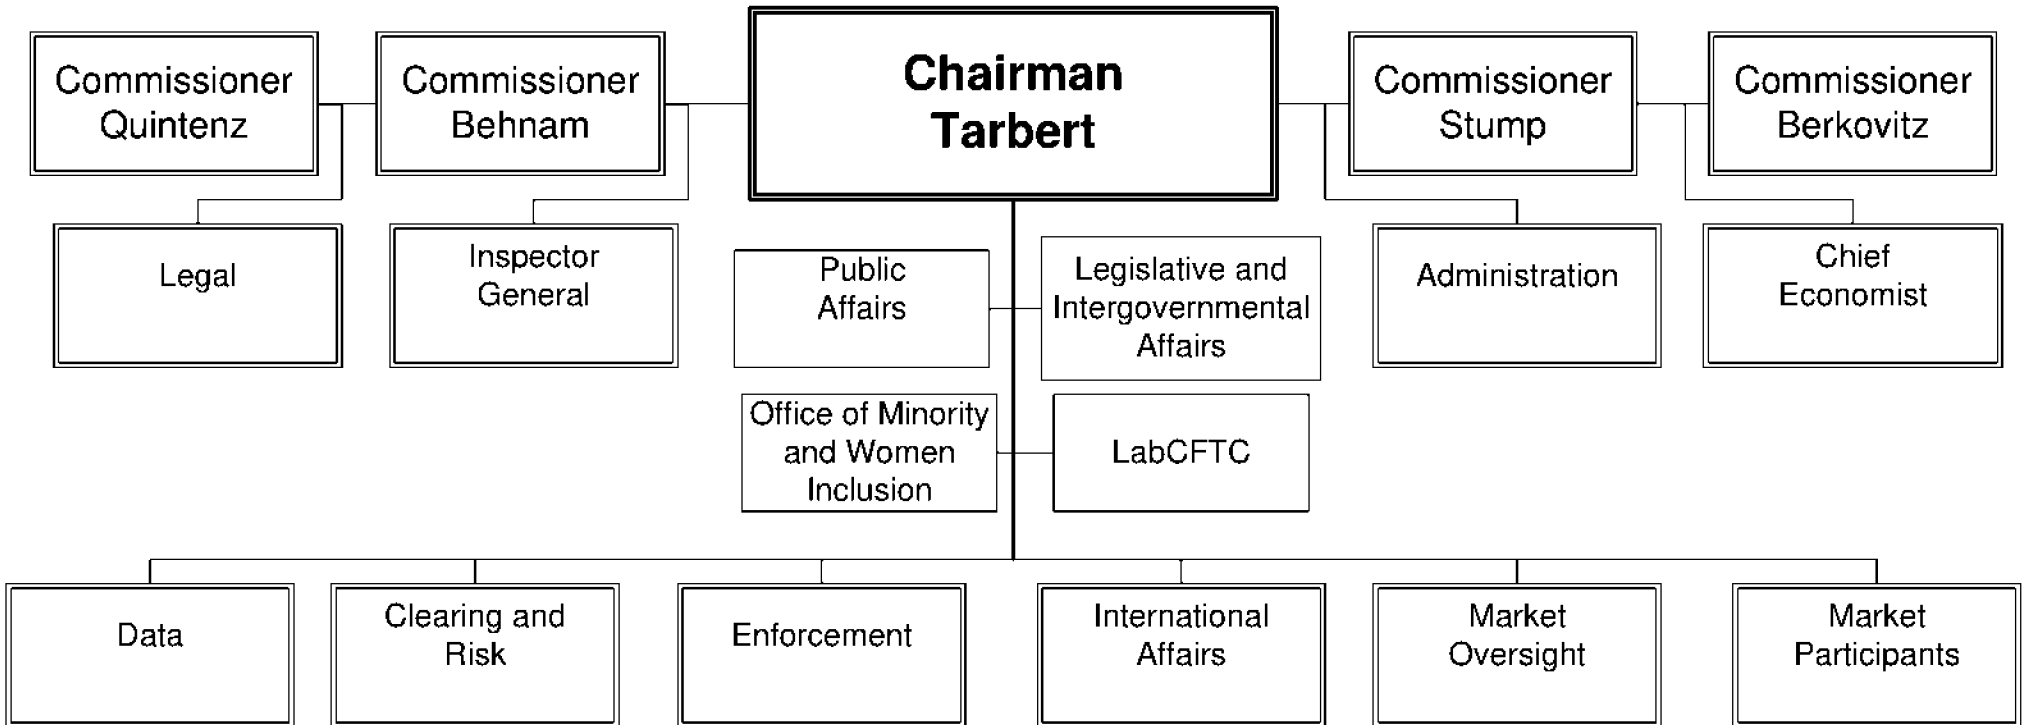 Commissioner
Quintenz
Commissioner
Behnam
Chairman
Tarbert
Commissioner
Stump
Commissioner
Berkovitz
Legal
Inspector
General
Public
Affairs
Legislative and
Intergovernmental
Affairs
Administration
Chief
Economist
Office of Minority
and Women
Inclusion
LabCFTC
Data
Clearing and
Risk
Enforcement
International
Affairs
Market
Oversight
Market
Participants